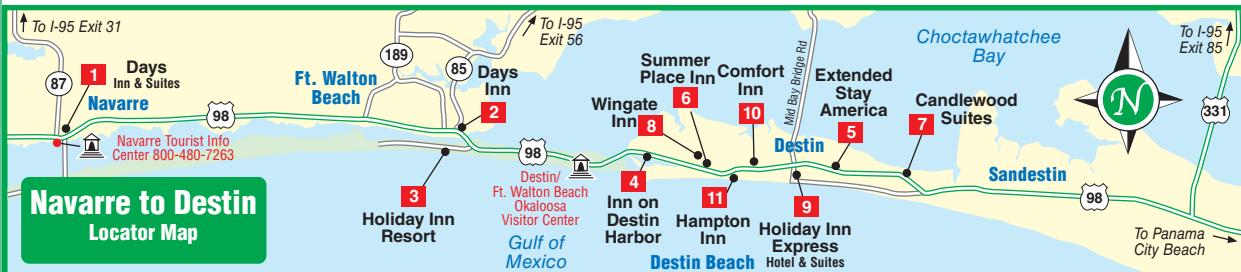 To I-95 Exit 31
87
1
Days
Inn & Suites
Navarre
Navarre Tourist Info
Center 800-480-7263
Navarre to Destin
Locator Map
98
Ft. Walton
Beach
189
85
To I-95
Exit 56
Days
Inn
2
3
Holiday Inn
Resort
98
Destin/
Ft. Walton Beach
Okaloosa
Visitor Center
Gulf of
Mexico
Wingate
Inn
8
Summer
Place Inn
6
Comfort
Inn
10
4
Inn on
Destin
Harbor
11
Hampton
Inn
Destin Beach
Mid Bay Bridge Rd
Destin
9
Holiday Inn
Express
Hotel & Suites
Extended
Stay
America
5
Candlewood
Suites
7
Choctawhatchee
Bay
Sandestin
98
N
To I-95
Exit 85
331
To Panama
City Beach